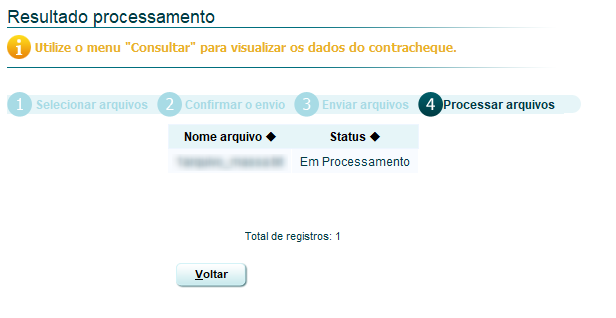 Resultado processamento
Utilize o menu "Consultar" para visualizar os dados do contracheque.
1 Selecionar arquivos 2 Confirmar o envio 3 Enviar arquivos 4 Processar arquivos
Nome arquivo Status
Em Processamento
Total de registros: 1
Voltar